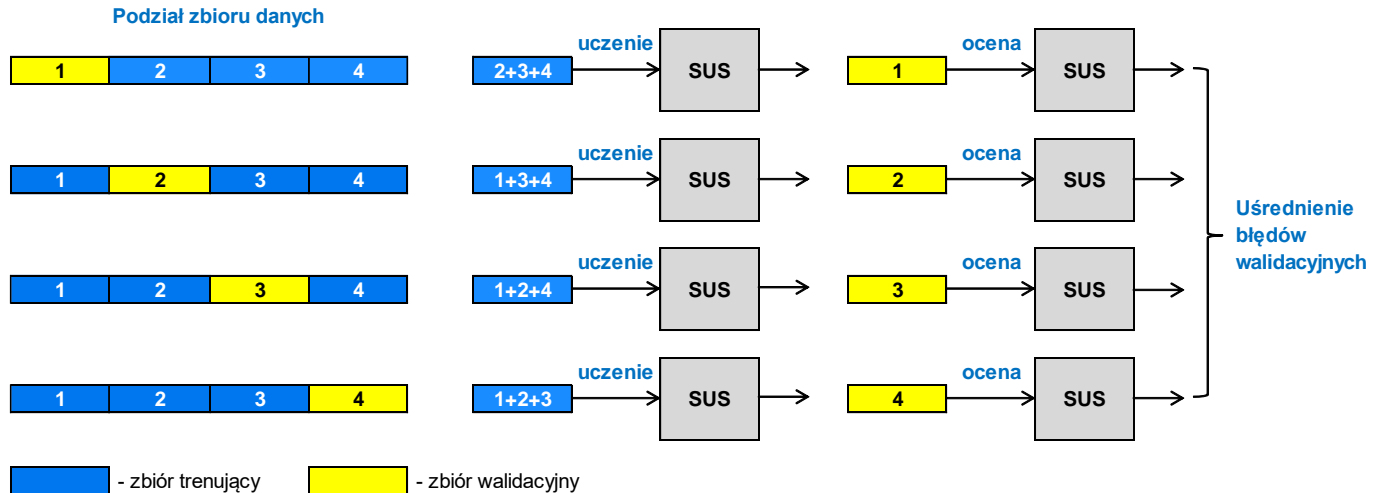 Podział zbioru danych
uczenie ocena
1 2 3 4 2+3+4 SUS 1 SUS
uczenie ocena
1 2 3 4 1+3+4 SUS 2 SUS
Uśrednienie
błędów
walidacyjnych
uczenie ocena
1 2 3 4 1+2+4 SUS 3 SUS
uczenie ocena
1 2 3 4 1+2+3 SUS 4 SUS
- zbiór trenujący - zbiór walidacyjny